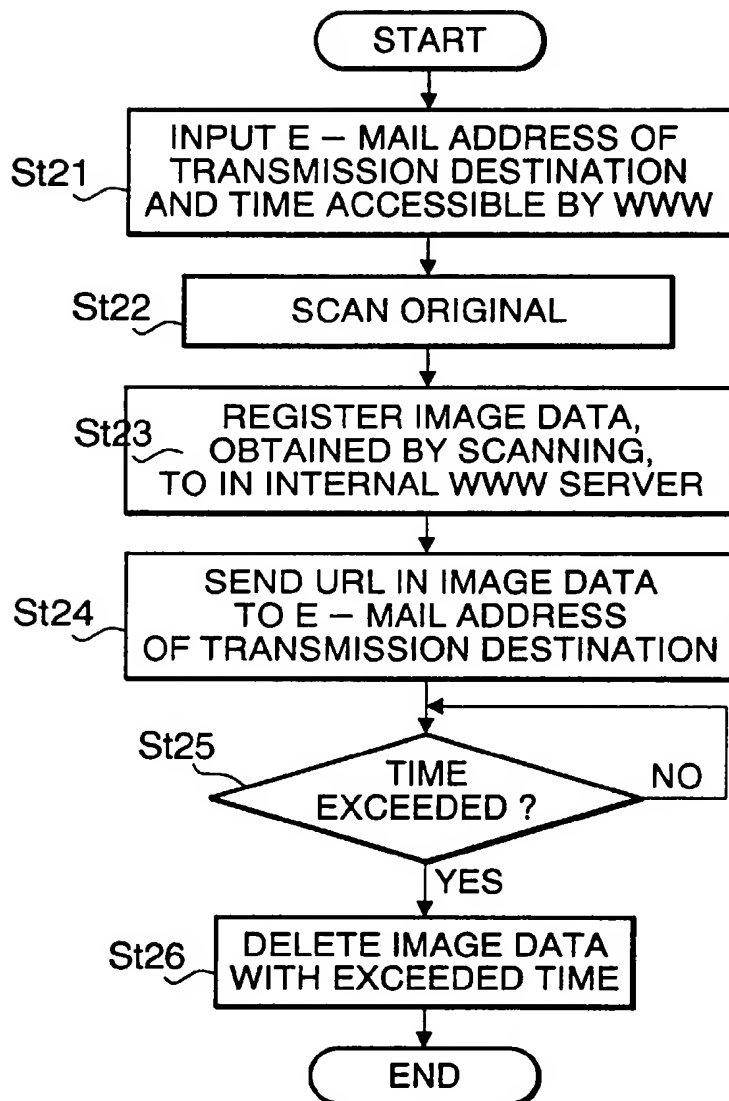 START
St21
INPUT E – MAIL ADDRESS OF
TRANSMISSION DESTINATION
AND TIME ACCESSIBLE BY WWW
St22
SCAN ORIGINAL
St23
REGISTER IMAGE DATA,
OBTAINED BY SCANNING,
TO IN INTERNAL WWW SERVER
St24
SEND URL IN IMAGE DATA
TO E – MAIL ADDRESS
OF TRANSMISSION DESTINATION
St25
TIME
EXCEEDED ?
NO
YES
St26
DELETE IMAGE DATA
WITH EXCEEDED TIME
END